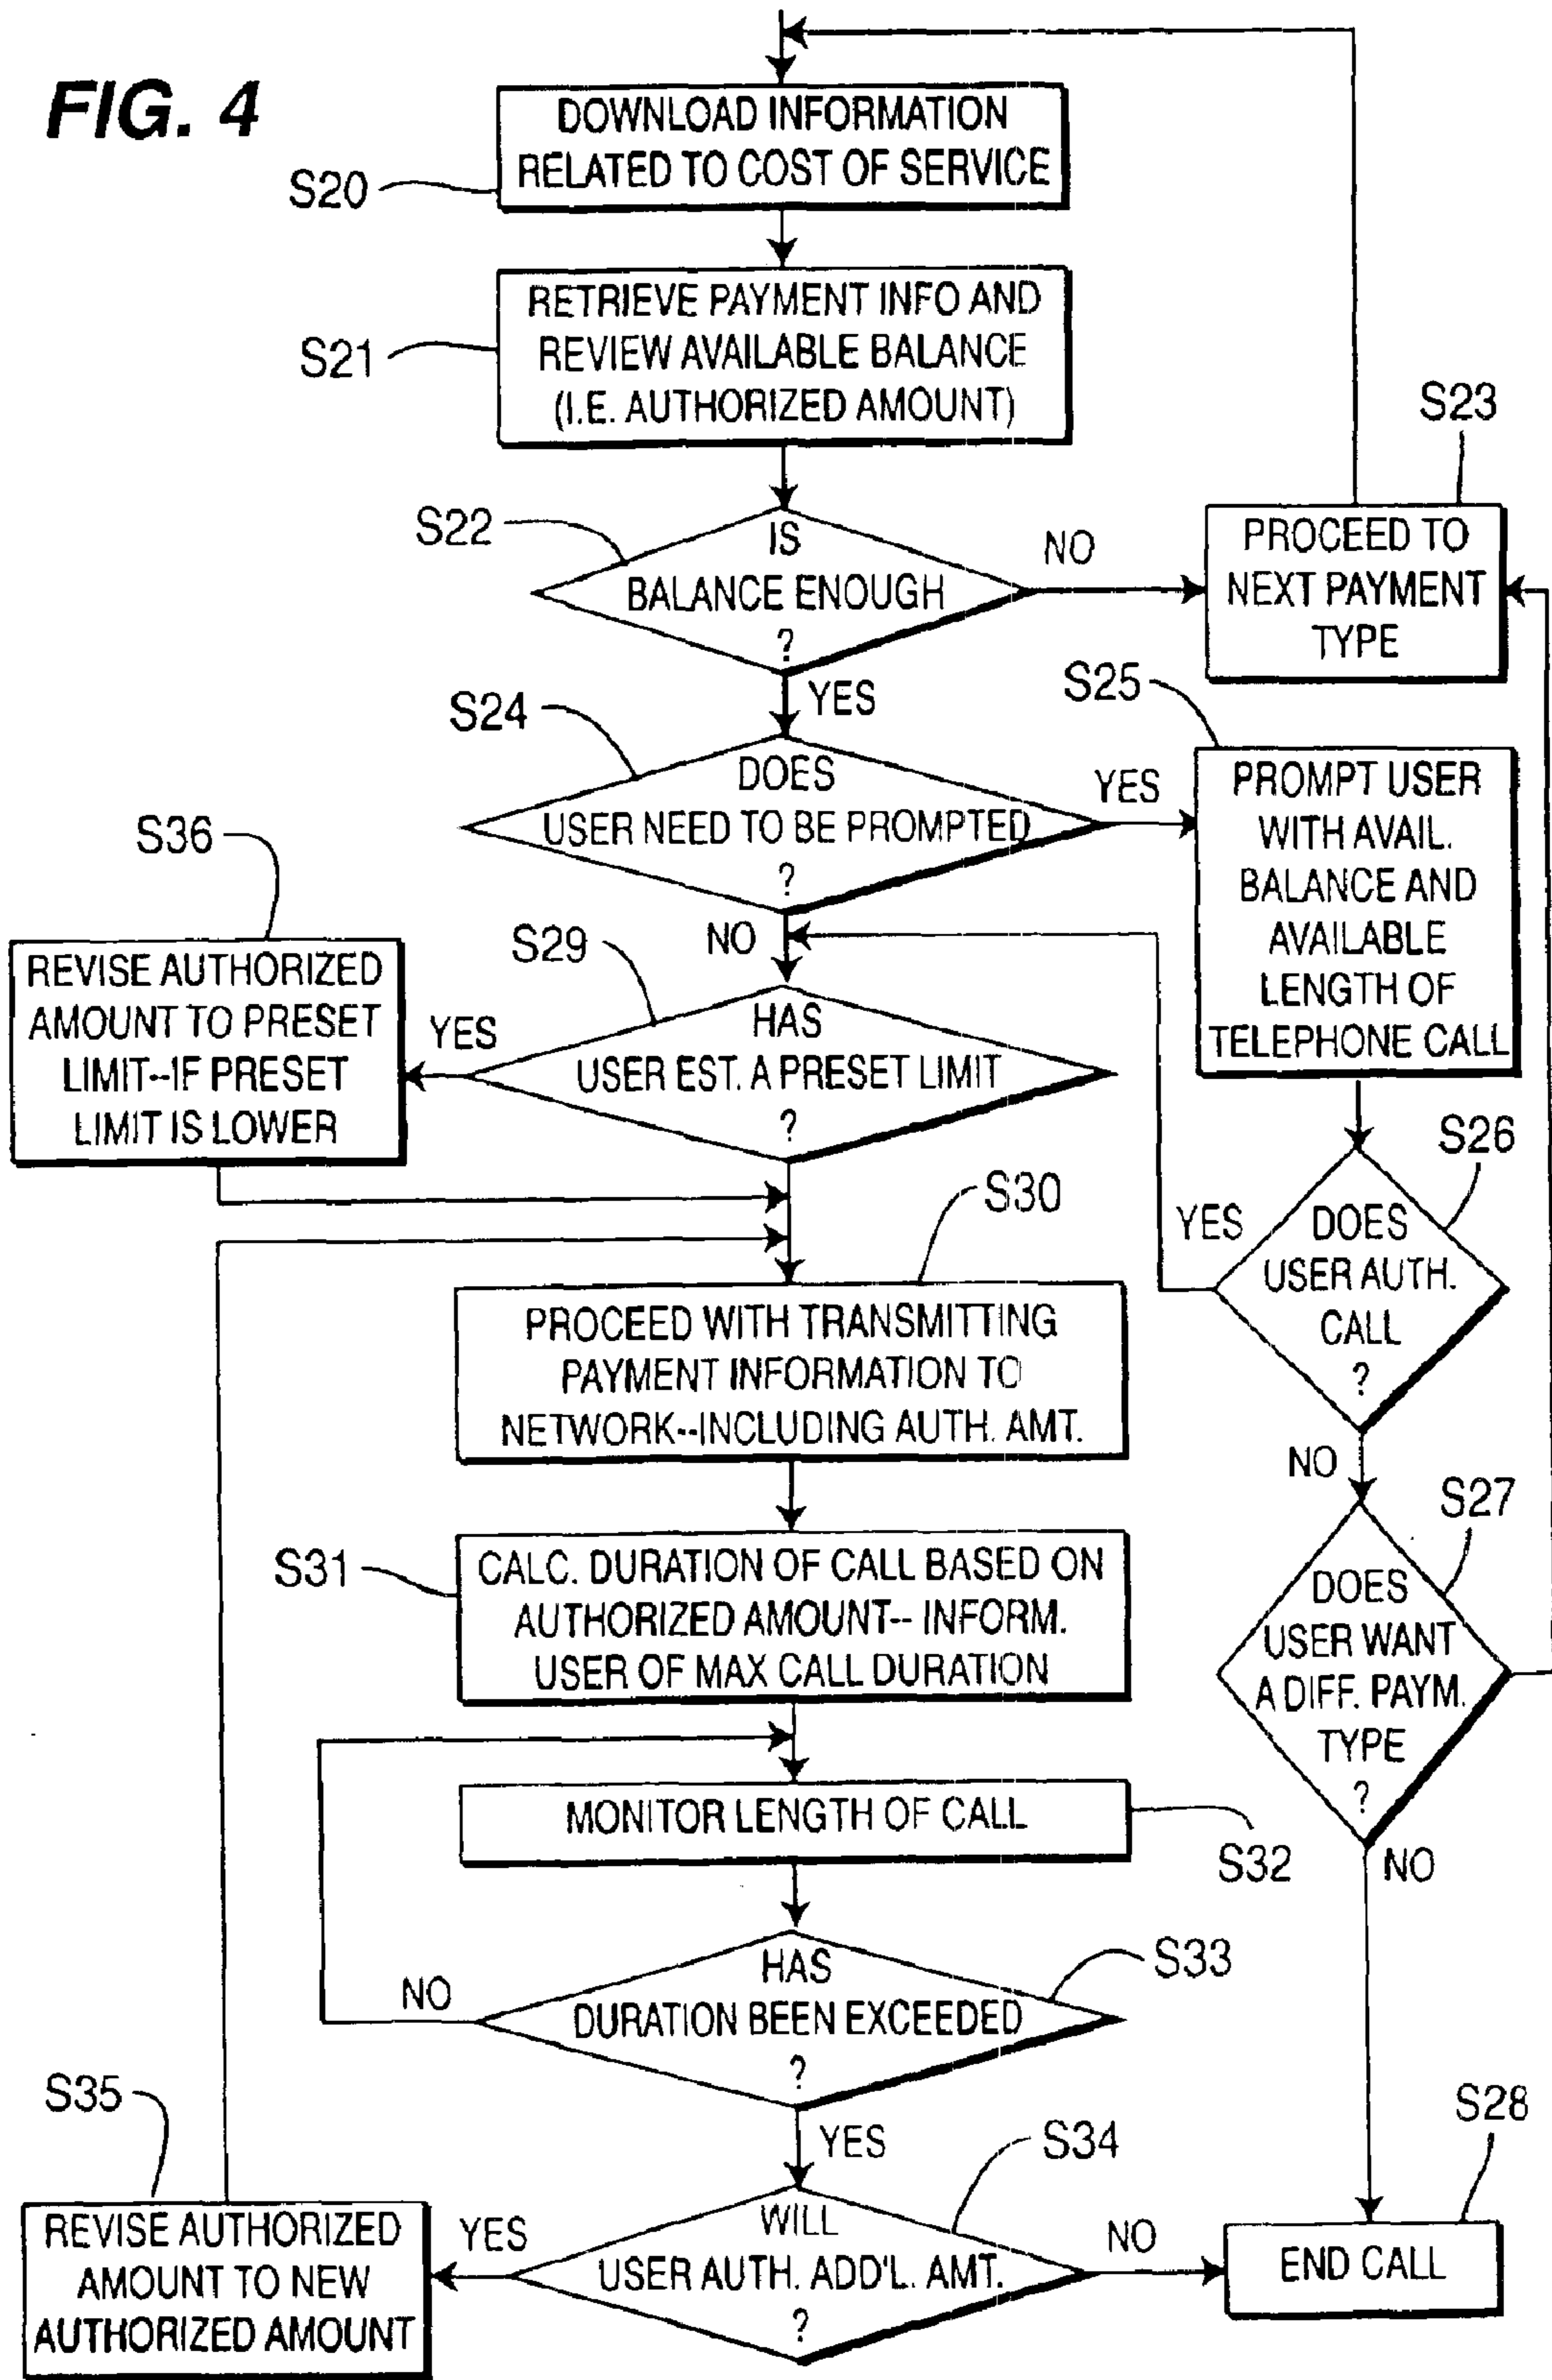 FIG. 4
DOWNLOAD INFORMATION
RELATED TO COST OF SERVICE
S20
RETRIEVE PAYMENT INFO AND
REVIEW AVAILABLE BALANCE
(I.E. AUTHORIZED AMOUNT)
S21
S22
IS
BALANCE ENOUGH
?
NO
S23
PROCEED TO
NEXT PAYMENT
TYPE
YES
S24
DOES
USER NEED TO BE PROMPTED
?
YES
S25
PROMPT USER
WITH AVAIL.
BALANCE AND
AVAILABLE
LENGTH OF
TELEPHONE CALL
NO
S36
REVISE AUTHORIZED
AMOUNT TO PRESET
LIMIT--IF PRESET
LIMIT IS LOWER
YES
S29
HAS
USER EST. A PRESET LIMIT
?
S26
YES
DOES
USER AUTH.
CALL
?
NO
S30
PROCEED WITH TRANSMITTING
PAYMENT INFORMATION TO
NETWORK--INCLUDING AUTH. AMT.
S27
DOES
USER WANT
A DIFF. PAYM.
TYPE
?
NO
S31
CALC. DURATION OF CALL BASED ON
AUTHORIZED AMOUNT-- INFORM.
USER OF MAX CALL DURATION
MONITOR LENGTH OF CALL
S32
NO
HAS
DURATION BEEN EXCEEDED
?
S33
YES
S35
REVISE AUTHORIZED
AMOUNT TO NEW
AUTHORIZED AMOUNT
YES
S34
WILL
USER AUTH. ADD'L. AMT.
?
NO
S28
END CALL